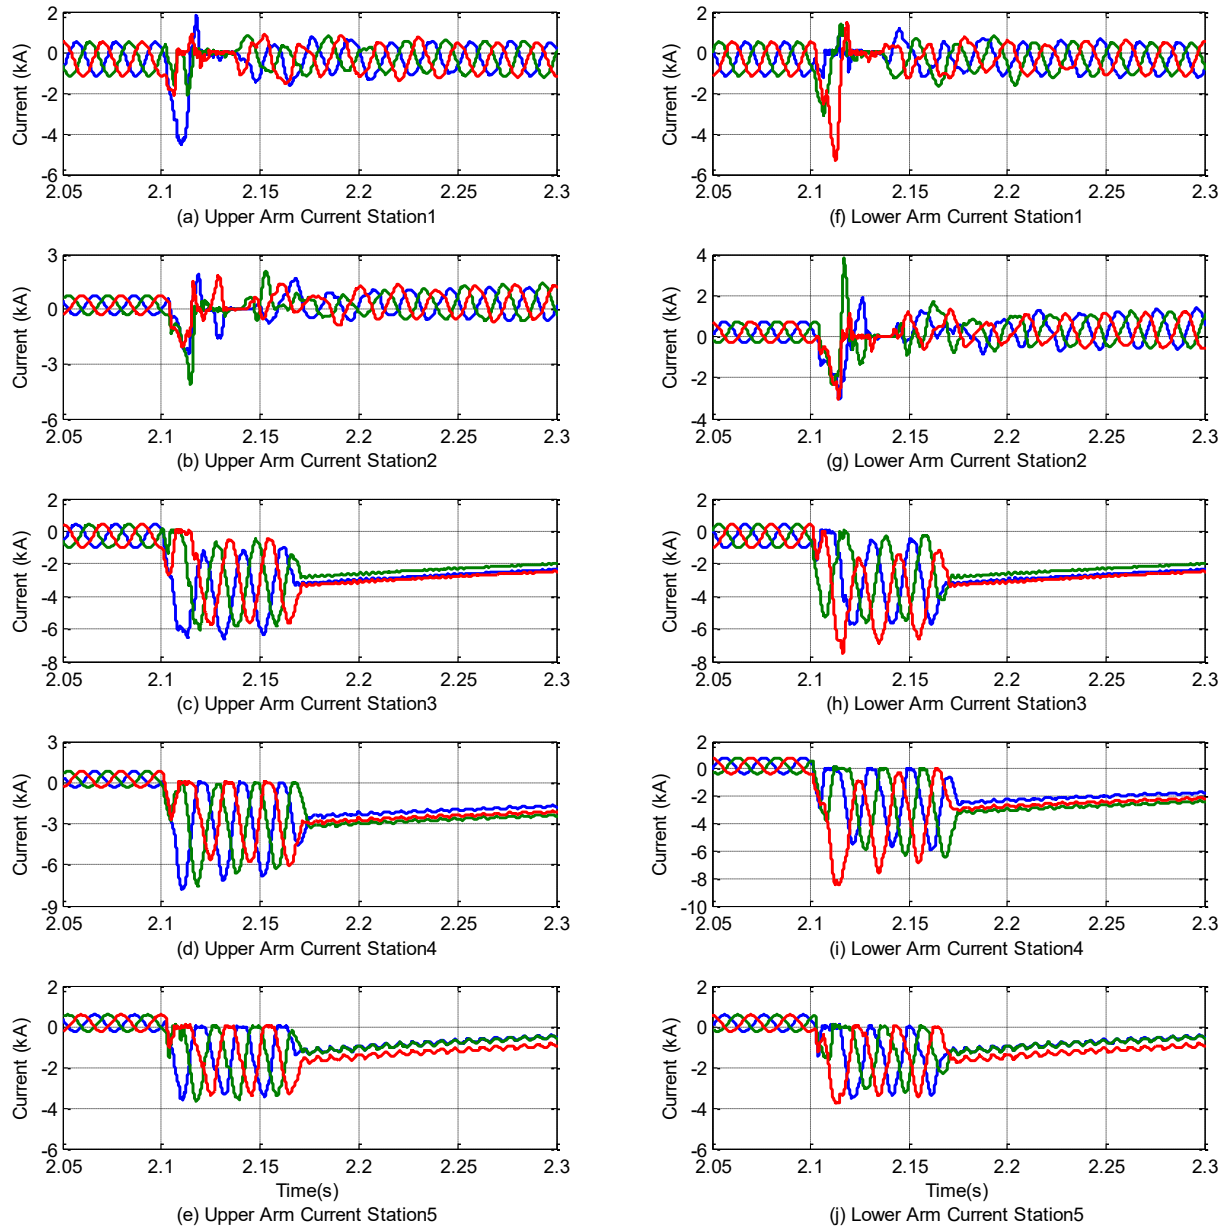 2
0
-2
-4
-6
Current (kA)
2.05 2.1 2.15 2.2 2.25 2.3
(a) Upper Arm Current Station1
2
0
-2
-4
-6
Current (kA)
2.05 2.1 2.15 2.2 2.25 2.3
(f) Lower Arm Current Station1
3
0
-3
-6
Current (kA)
2.05 2.1 2.15 2.2 2.25 2.3
(b) Upper Arm Current Station2
4
2
0
-2
-4
Current (kA)
2.05 2.1 2.15 2.2 2.25 2.3
(g) Lower Arm Current Station2
2
0
-2
-4
-6
-8
Current (kA)
2.05 2.1 2.15 2.2 2.25 2.3
(c) Upper Arm Current Station3
2
0
-2
-4
-6
-8
Current (kA)
2.05 2.1 2.15 2.2 2.25 2.3
(h) Lower Arm Current Station3
3
0
-3
-6
-9
Current (kA)
2.05 2.1 2.15 2.2 2.25 2.3
(d) Upper Arm Current Station4
2
0
-2
-4
-6
-8
-10
Current (kA)
2.05 2.1 2.15 2.2 2.25 2.3
(i) Lower Arm Current Station4
2
0
-2
-4
-6
Current (kA)
2.05 2.1 2.15 2.2 2.25 2.3
Time(s)
(e) Upper Arm Current Station5
2
0
-2
-4
-6
Current (kA)
2.05 2.1 2.15 2.2 2.25 2.3
Time(s)
(j) Lower Arm Current Station5